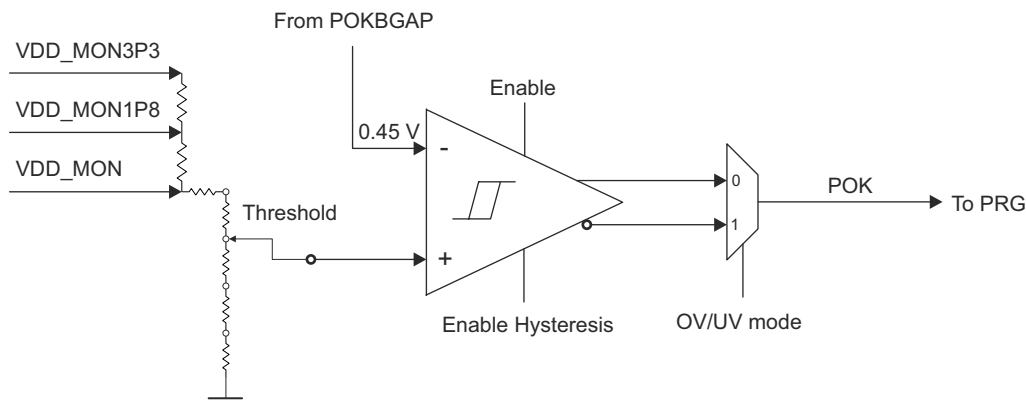 From POKBGAP
VDD_MON3P3
VDD_MON1P8
VDD_MON
Enable
0.45 V
-
Threshold
+
0
1
POK
To PRG
Enable Hysteresis
OV/UV mode